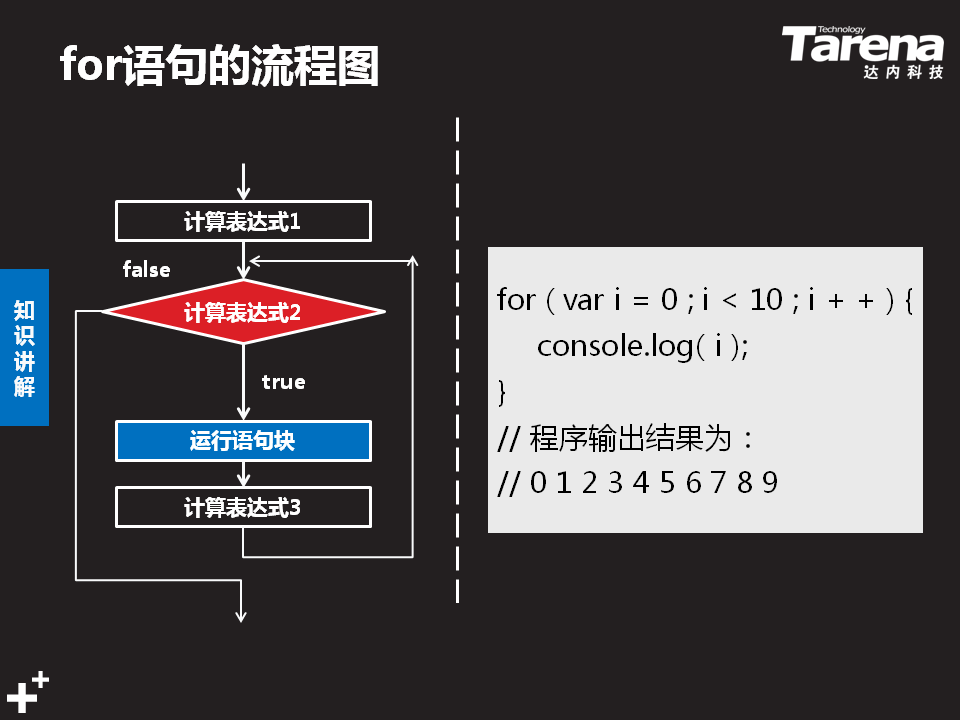 for语句的流程图
Technology
Tarena
达内科技
计算表达式1
false
计算表达式2
true
运行语句块
计算表达式3
知识讲解
for ( var i = 0 ; i < 10 ; i + + ) {
console.log( i );
}
// 程序输出结果为：
// 0 1 2 3 4 5 6 7 8 9